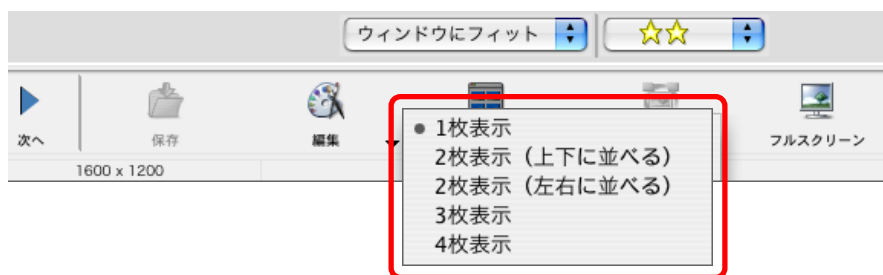 ウィンドウにフィット
次へ
保存
編集
フルスクリーン
1600 x 1200
1枚表示
2枚表示（上下に並べる）
2枚表示（左右に並べる）
3枚表示
4枚表示